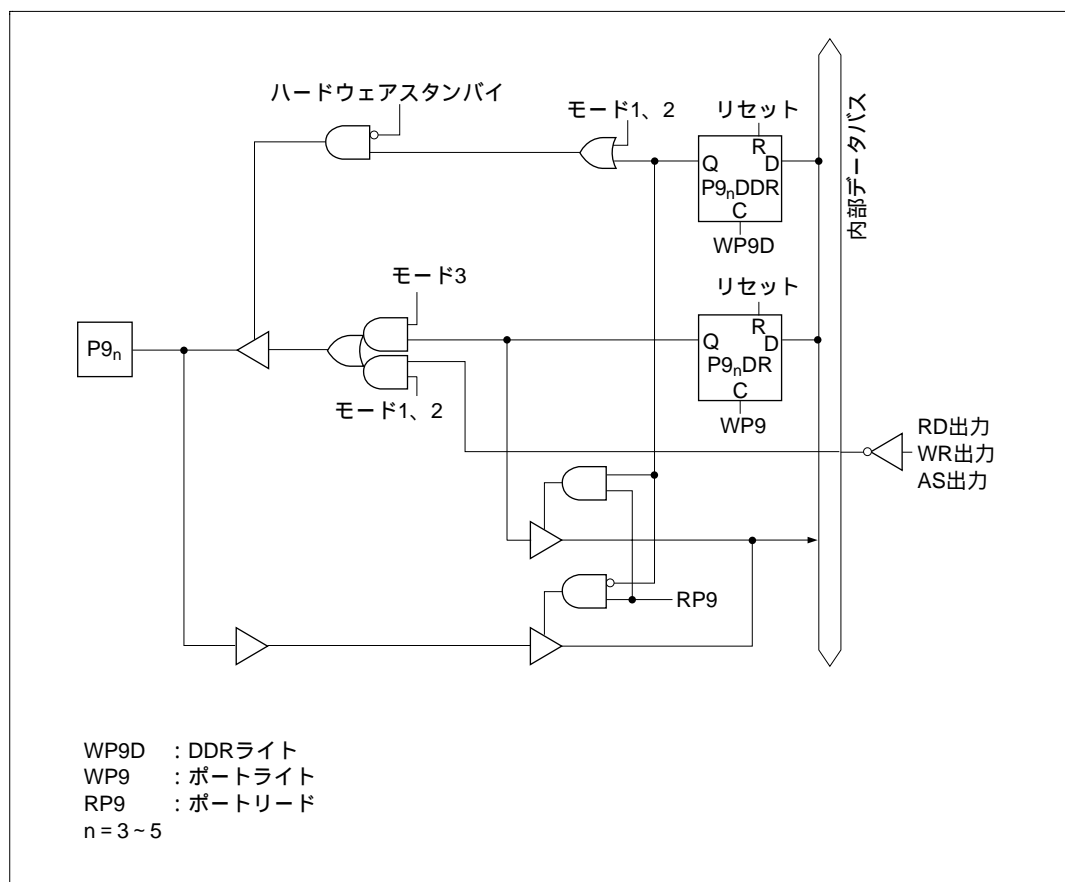 ハードウェアスタンバイ
モード1、2
リセット
R
Q D
P9nDDR
C
WP9D
内部データバス
モード3
リセット
R
Q D
P9nDR
C
WP9
P9n
モード1、2
RD出力
WR出力
AS出力
RP9
WP9D :DDRライト
WP9 :ポートライト
RP9 :ポートリード
n = 3 ~ 5